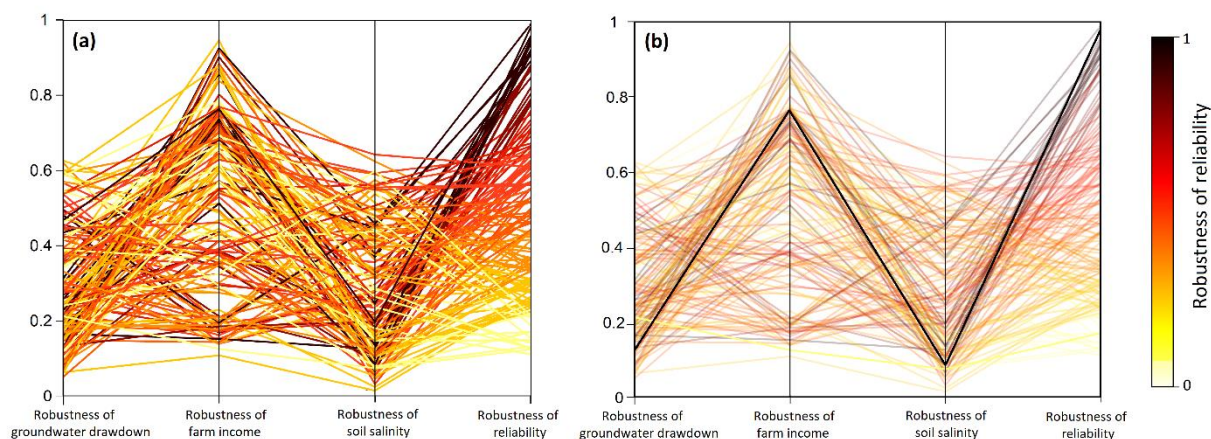 (a)
1
0.8
0.6
0.4
0.2
0
Robustness of
groundwater drawdown
Robustness of
farm income
Robustness of
soil salinity
Robustness of
reliability
(b)
1
0.8
0.6
0.4
0.2
0
Robustness of
groundwater drawdown
Robustness of
farm income
Robustness of
soil salinity
Robustness of
reliability
1
0
Robustness of reliability